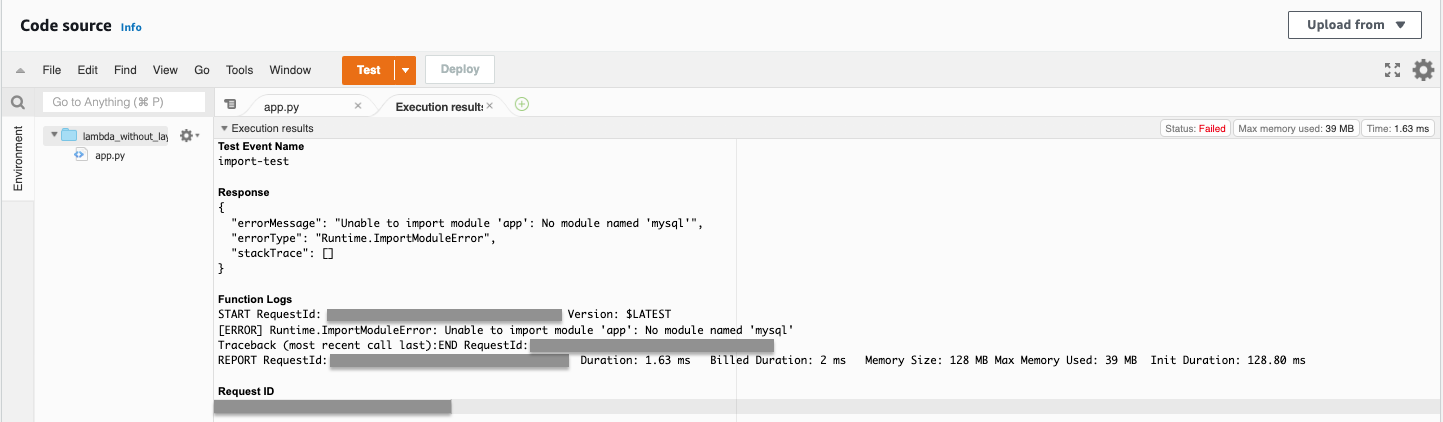 Code source Info
Upload from
File Edit Find View Go Tools Window Test Deploy
Go to Anything (⌘ P)
app.py
Execution results
Environment
lambda_without_lay
app.py
Execution results
Status: Failed Max memory used: 39 MB Time: 1.63 ms
Test Event Name
import-test
Response
{
"errorMessage": "Unable to import module 'app': No module named 'mysql'",
"errorType": "Runtime.ImportModuleError",
"stackTrace": []
}
Function Logs
START RequestId: Version: $LATEST
[ERROR] Runtime.ImportModuleError: Unable to import module 'app': No module named 'mysql'
Traceback (most recent call last):END RequestId:
REPORT RequestId: Duration: 1.63 ms Billed Duration: 2 ms Memory Size: 128 MB Max Memory Used: 39 MB Init Duration: 128.80 ms
Request ID